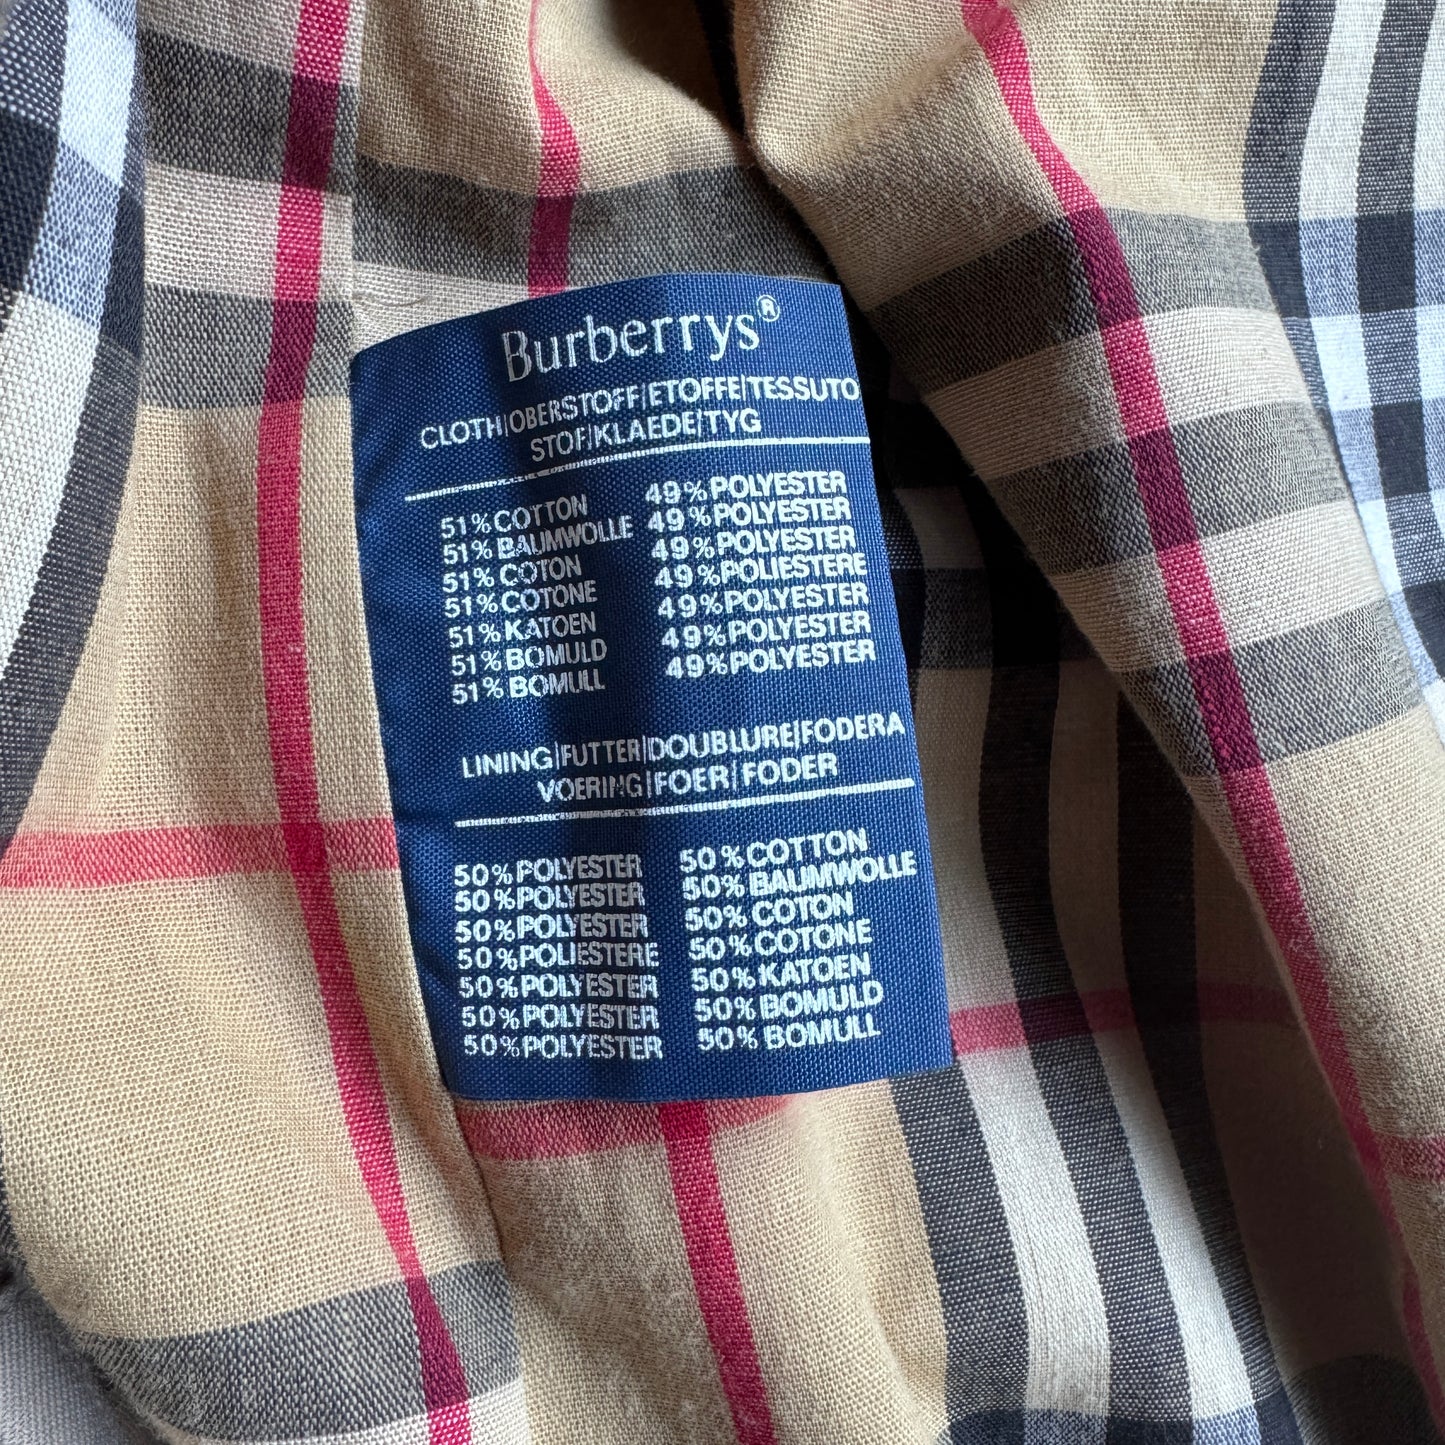 Burberrys®
CLOTH|OBERSTOFF|ETOFFE|TESSUTO
STOF|KLAEDE|TYG
51% COTTON 49% POLYESTER
51% BAUMWOLLE 49% POLYESTER
51% COTON 49% POLYESTER
51% COTONE 49% POLIESTERE
51% KATOEN 49% POLYESTER
51% BOMULD 49% POLYESTER
51% BOMULL 49% POLYESTER
LINING|FUTTER|DOUBLURE|FODERA
VOERING|FOER|FODER
50% POLYESTER 50% COTTON
50% POLYESTER 50% BAUMWOLLE
50% POLYESTER 50% COTON
50% POLIESTERE 50% COTONE
50% POLYESTER 50% KATOEN
50% POLYESTER 50% BOMULD
50% POLYESTER 50% BOMULL